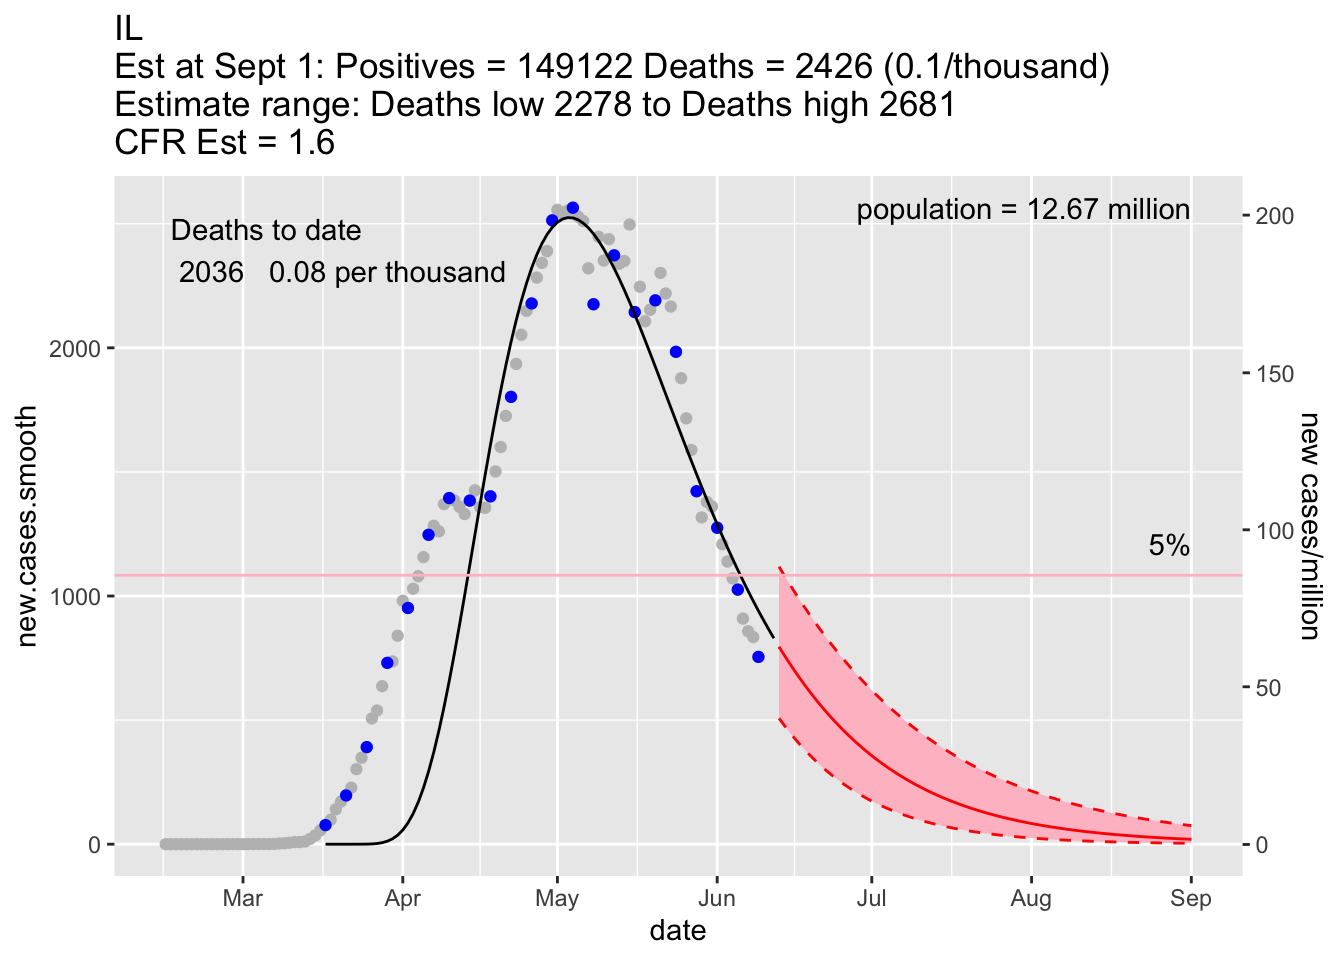 IL
Est at Sept 1: Positives = 149122 Deaths = 2426 (0.1/thousand)
Estimate range: Deaths low 2278 to Deaths high 2681
CFR Est = 1.6
Deaths to date
2036 0.08 per thousand
population = 12.67 million
5%
new.cases.smooth
2000
1000
0
200
150
100
50
0
new cases/million
Mar Apr May Jun Jul Aug Sep
date